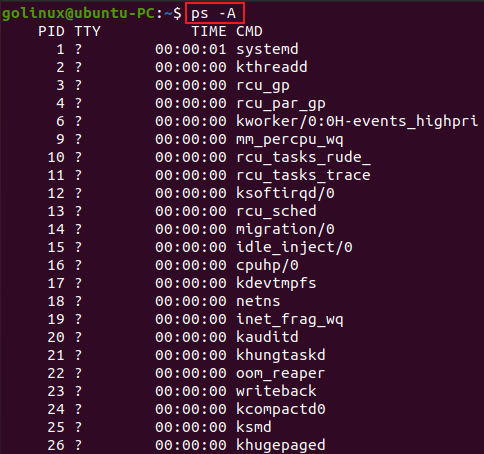 golinux@ubuntu-PC:~$ ps -A
PID TTY TIME CMD
1 ? 00:00:01 systemd
2 ? 00:00:00 kthreadd
3 ? 00:00:00 rcu_gp
4 ? 00:00:00 rcu_par_gp
6 ? 00:00:00 kworker/0:0H-events_highpri
9 ? 00:00:00 mm_percpu_wq
10 ? 00:00:00 rcu_tasks_rude_
11 ? 00:00:00 rcu_tasks_trace
12 ? 00:00:00 ksoftirqd/0
13 ? 00:00:00 rcu_sched
14 ? 00:00:00 migration/0
15 ? 00:00:00 idle_inject/0
16 ? 00:00:00 cpuhp/0
17 ? 00:00:00 kdevtmpfs
18 ? 00:00:00 netns
19 ? 00:00:00 inet_frag_wq
20 ? 00:00:00 kauditd
21 ? 00:00:00 khungtaskd
22 ? 00:00:00 oom_reaper
23 ? 00:00:00 writeback
24 ? 00:00:00 kcompactd0
25 ? 00:00:00 ksmd
26 ? 00:00:00 khugepaged